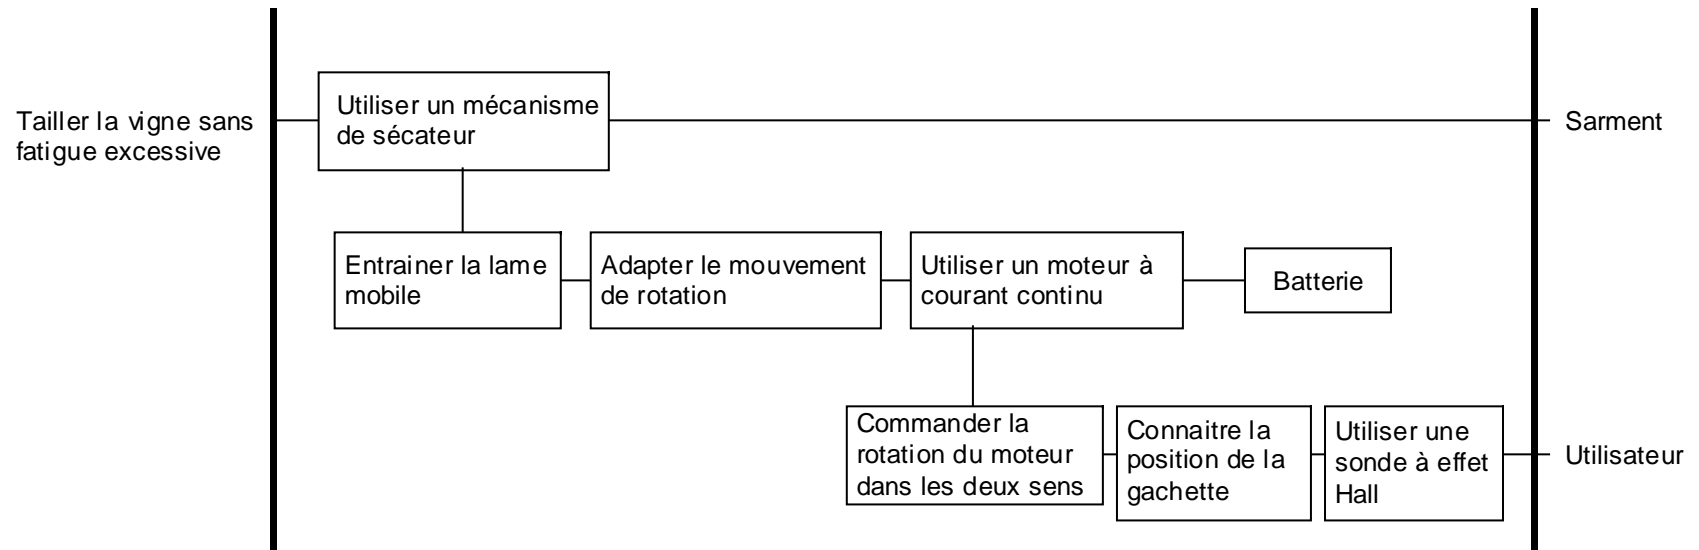 Tailler la vigne sans
fatigue excessive
Utiliser un mécanisme
de sécateur
Sarment
Entrainer la lame
mobile
Adapter le mouvement
de rotation
Utiliser un moteur à
courant continu
Batterie
Commander la
rotation du moteur
dans les deux sens
Connaitre la
position de la
gachette
Utiliser une
sonde à effet
Hall
Utilisateur